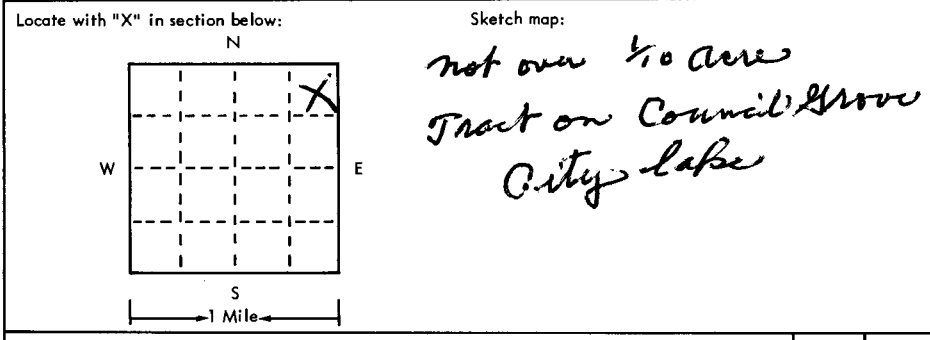 Locate with "X" in section below:
Sketch map:
N
X
W
E
S
1 Mile
not over 1/10 acre
Tract on Council Grove
City lake